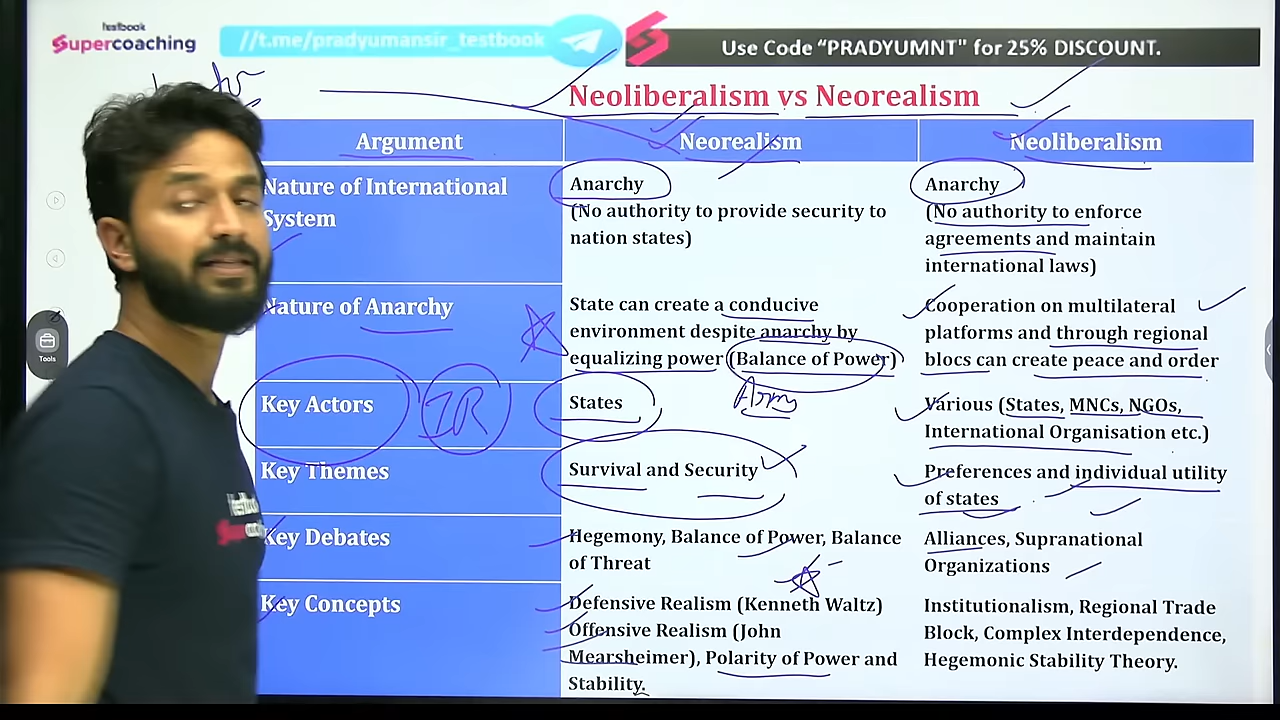 testbook
Supercoaching
//t.me/pradyumansir_testbook
Use Code “PRADYUMNT" for 25% DISCOUNT.
Neoliberalism vs Neorealism
Argument
Neorealism
Neoliberalism
Nature of International
System
Anarchy
(No authority to provide security to
nation states)
Anarchy
(No authority to enforce
agreements and maintain
international laws)
Nature of Anarchy
State can create a conducive
environment despite anarchy by
equalizing power (Balance of Power)
Cooperation on multilateral
platforms and through regional
blocs can create peace and order
Key Actors
IR
States
Various (States, MNCs, NGOs,
International Organisation etc.)
Key Themes
Survival and Security
Preferences and individual utility
of states
Key Debates
Hegemony, Balance of Power, Balance
of Threat
Alliances, Supranational
Organizations
Key Concepts
Defensive Realism (Kenneth Waltz)
Offensive Realism (John
Mearsheimer), Polarity of Power and
Stability.
Institutionalism, Regional Trade
Block, Complex Interdependence,
Hegemonic Stability Theory.
Tools